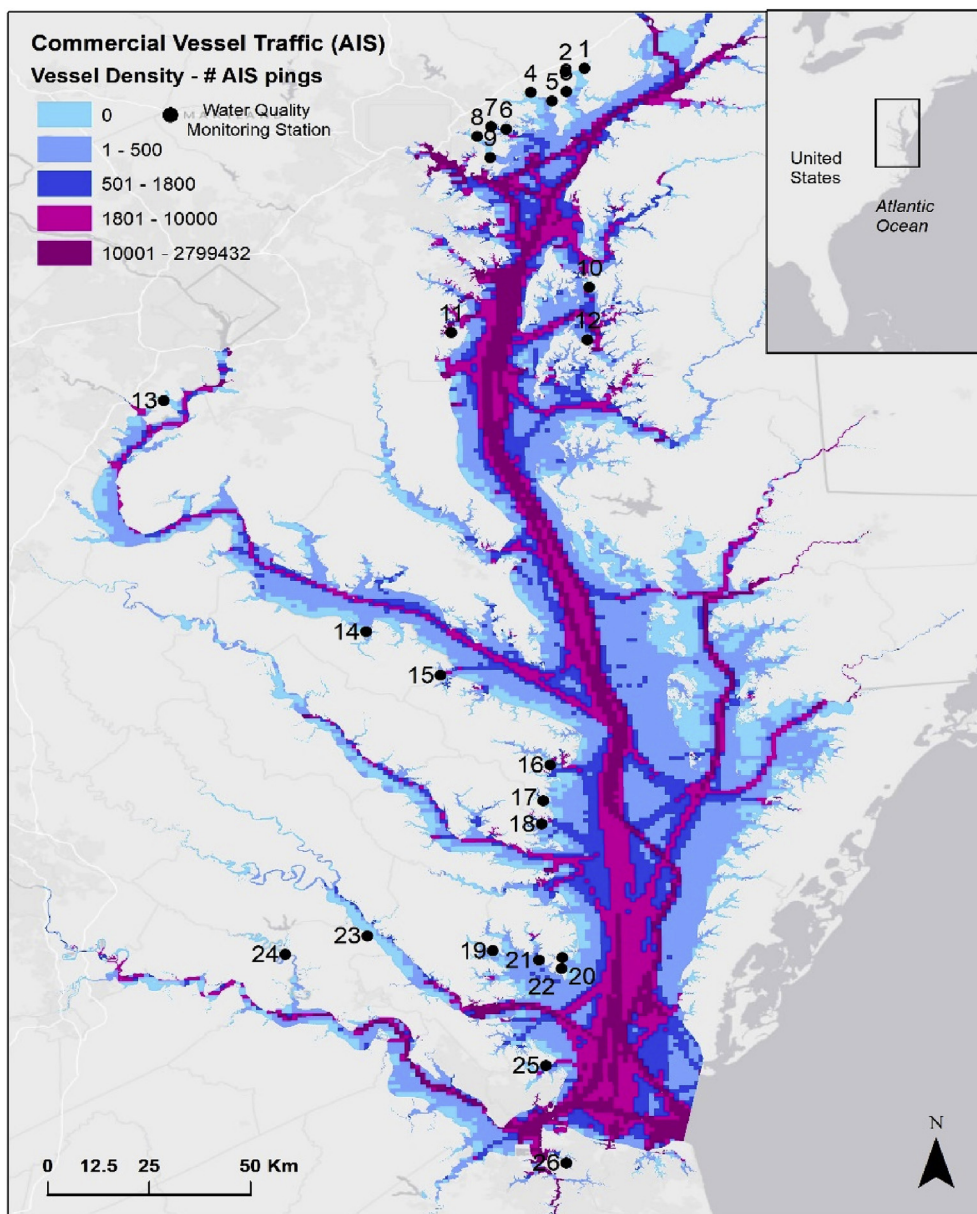 Commercial Vessel Traffic (AIS)
Vessel Density - # AIS pings
0
1 - 500
501 - 1800
1801 - 10000
10001 - 2799432
Water Quality
Monitoring Station
United
States
Atlantic
Ocean
2
1
4
5
8
7
6
9
10
11
12
13
14
15
16
17
18
19
21
20
22
23
24
25
26
0
12.5
25
50 Km
N